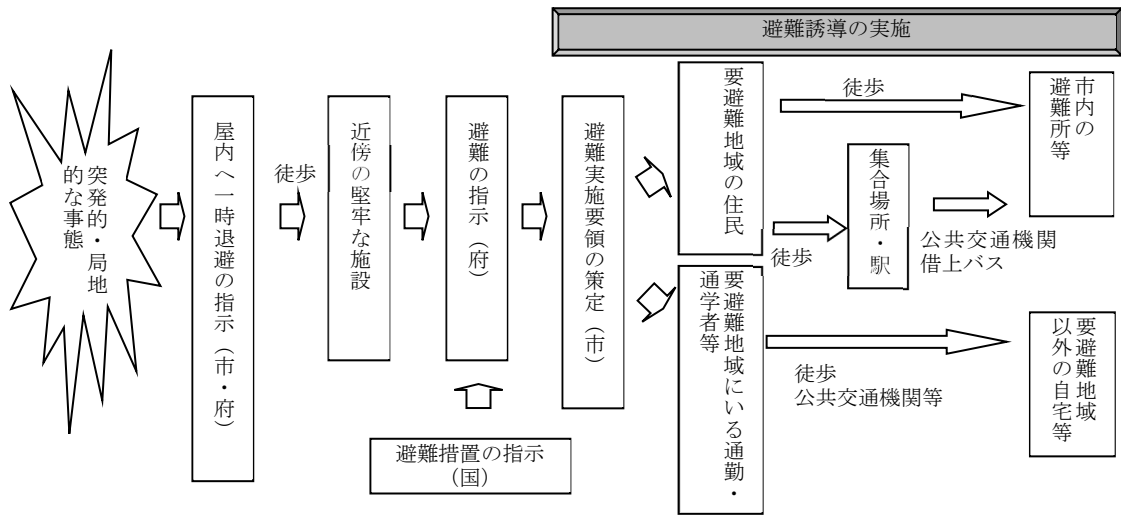 避難誘導の実施
突発的・局地
的な事態
屋内へ一時退避の指示（市・府）
徒歩
近傍の堅牢な施設
避難の指示（府）
避難措置の指示
（国）
避難実施要領の策定（市）
要避難地域の住民
徒歩
市内の
避難所等
徒歩
集合場所・駅
公共交通機関
借上バス
要避難地域にいる通勤・
通学者等
徒歩
公共交通機関等
要避難地域
以外の自宅等